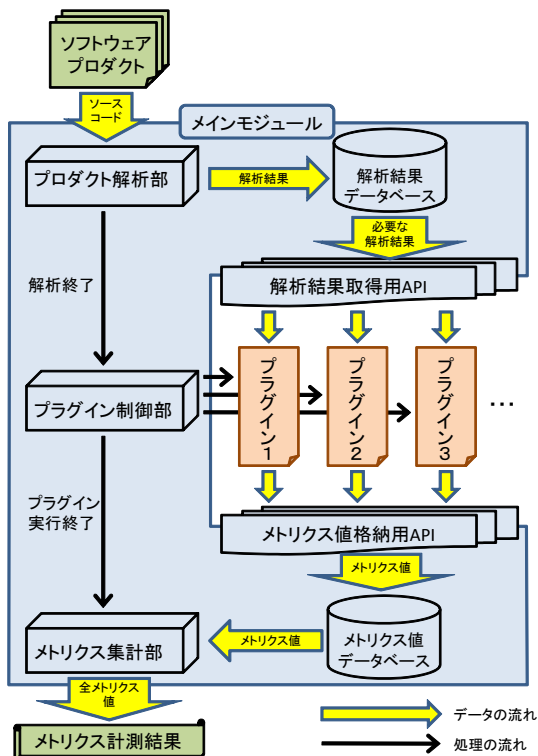 ソフトウェア
プロダクト
ソース
コード
メインモジュール
プロダクト解析部
解析結果
解析結果
データベース
必要な
解析結果
解析結果取得用API
解析終了
プラグイン制御部
プラグイン1
プラグイン2
プラグイン3
...
プラグイン
実行終了
メトリクス値格納用API
メトリクス値
メトリクス集計部
メトリクス値
メトリクス値
データベース
全メトリクス
値
メトリクス計測結果
データの流れ
処理の流れ